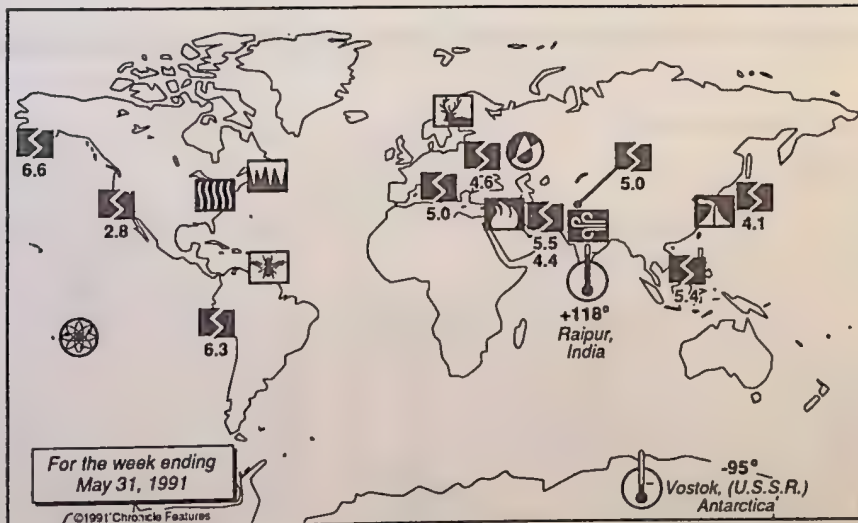 6.6
2.8
6.3
5.0
4.6
5.5
4.4
5.0
4.1
5.4
+118°
Raipur,
India
For the week ending
May 31, 1991
©1991 Chronicle Features
-95°
Vostok, (U.S.S.R.)
Antarctica